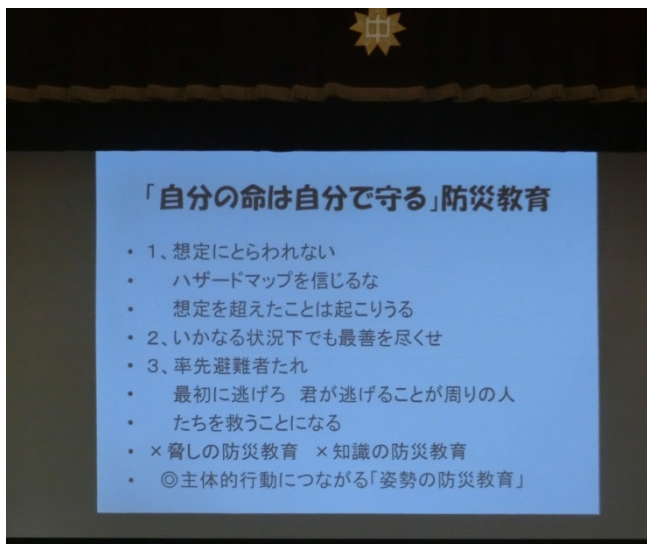 中
「自分の命は自分で守る」防災教育
・ 1、想定にとらわれない
・ ハザードマップを信じるな
・ 想定を超えたことは起こりうる
・ 2、いかなる状況下でも最善を尽くせ
・ 3、率先避難者たれ
・ 最初に逃げろ 君が逃げることが周りの人
・ たちを救うことになる
・ ×脅しの防災教育 ×知識の防災教育
・ ◎主体的行動につながる「姿勢の防災教育」